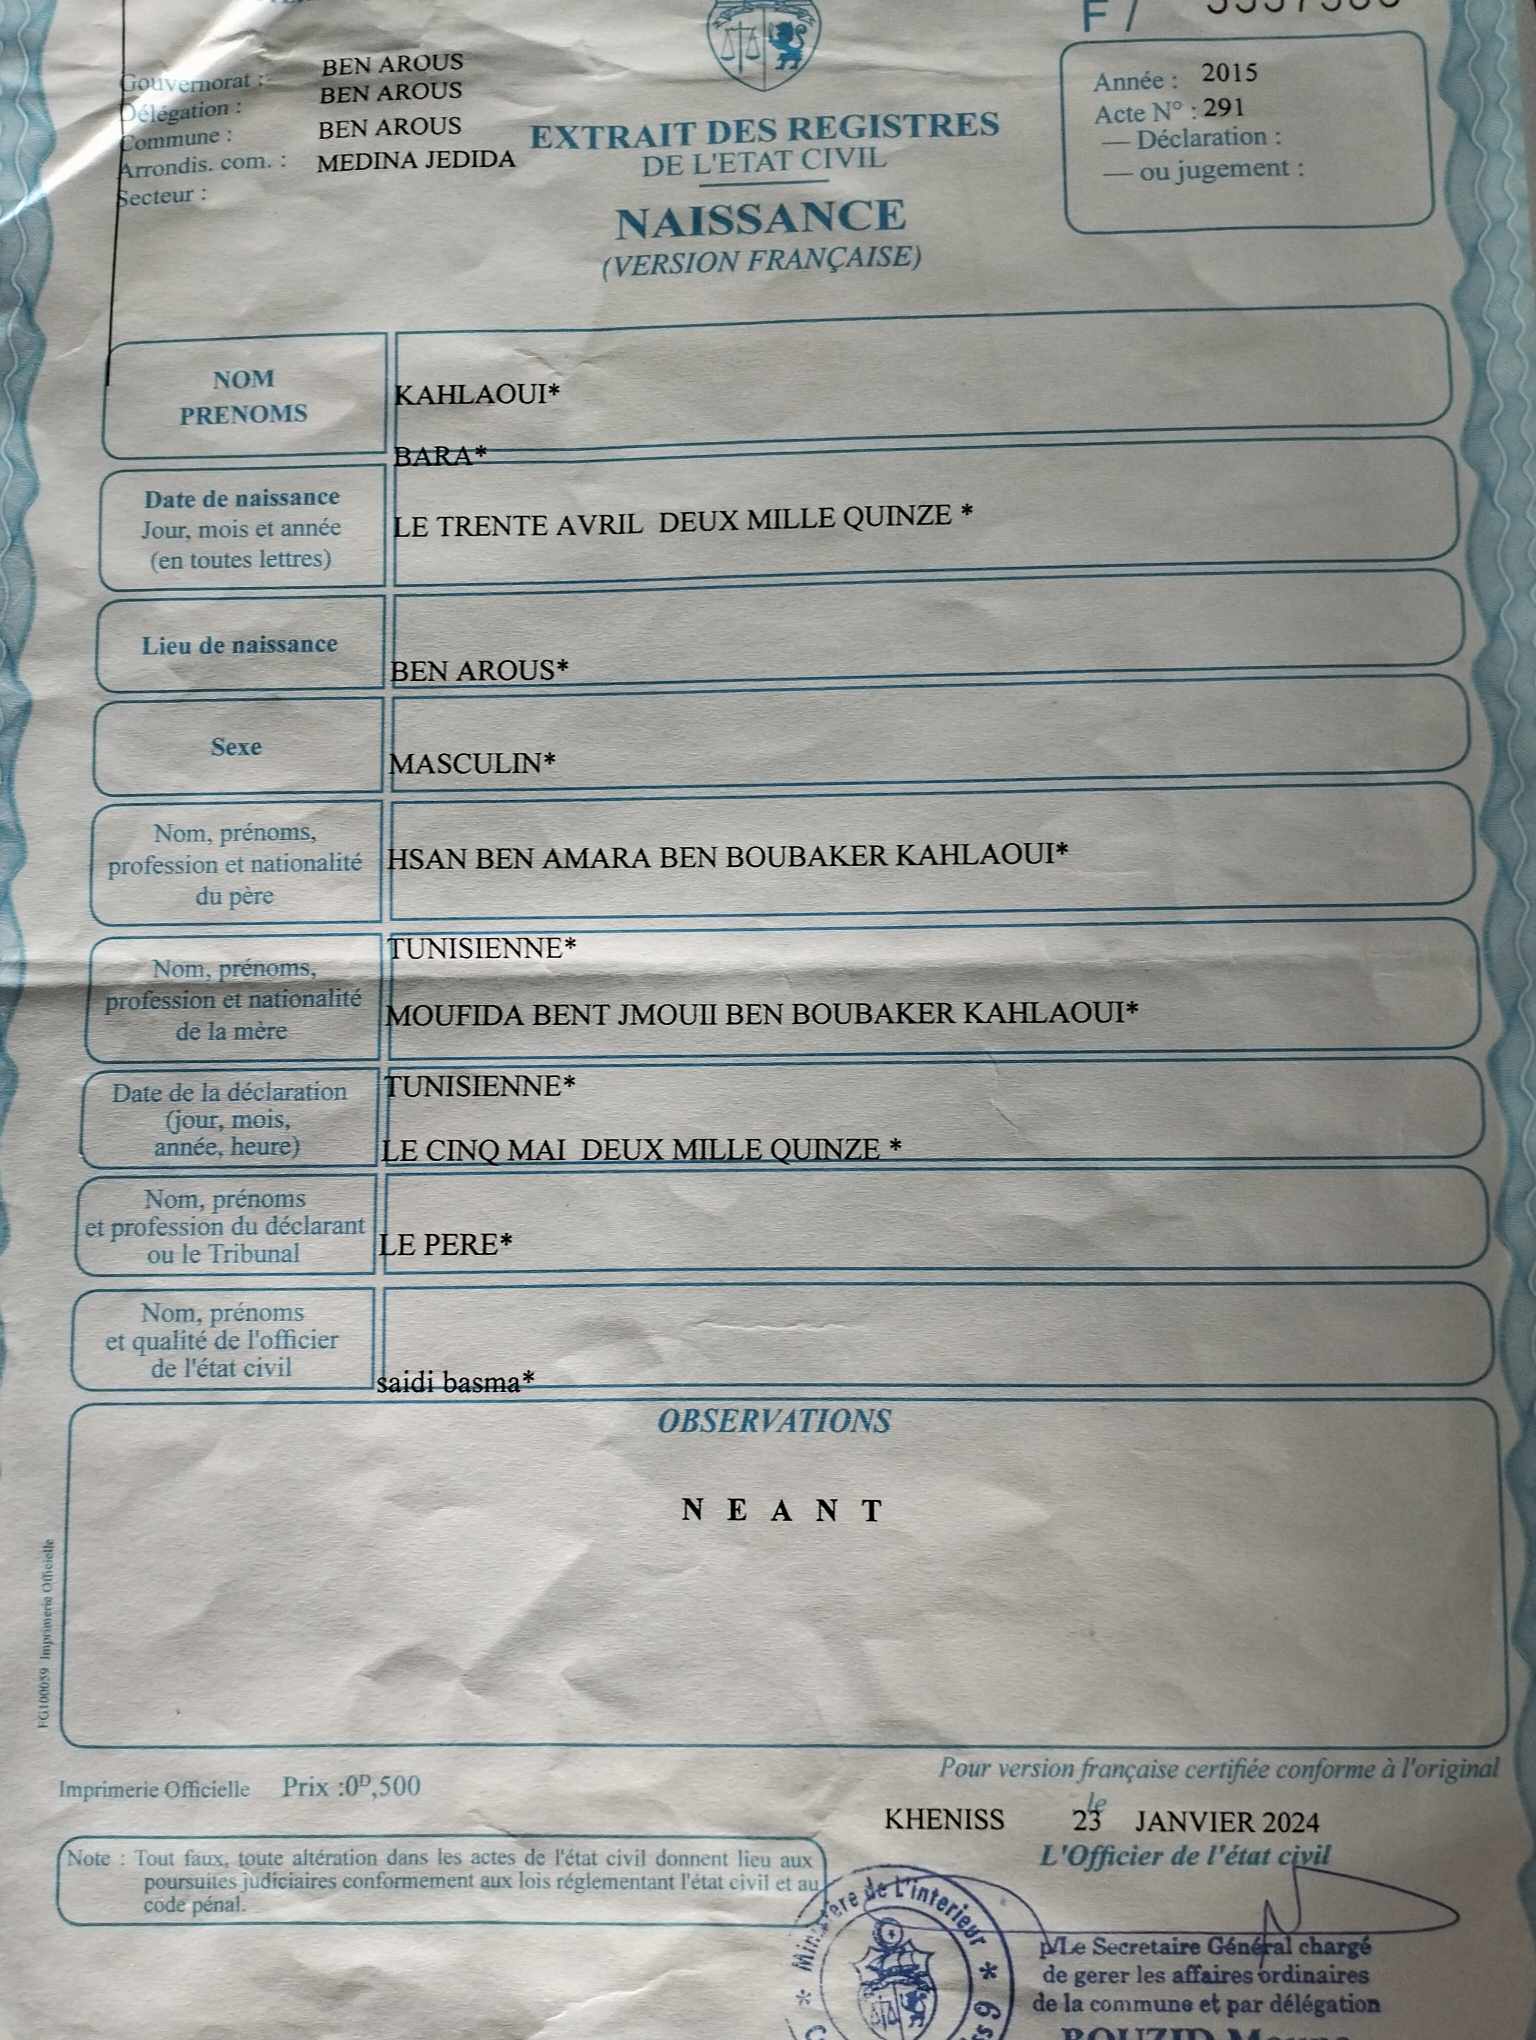 F /
Gouvernorat : BEN AROUS
Délégation : BEN AROUS
Commune : BEN AROUS
Arrondis. com. : MEDINA JEDIDA
Secteur :
EXTRAIT DES REGISTRES
DE L'ETAT CIVIL
NAISSANCE
(VERSION FRANÇAISE)
Année : 2015
Acte N° : 291
— Déclaration :
— ou jugement :
NOM
PRENOMS
KAHLAOUI*
BARA*
Date de naissance
Jour, mois et année
(en toutes lettres)
LE TRENTE AVRIL DEUX MILLE QUINZE *
Lieu de naissance
BEN AROUS*
Sexe
MASCULIN*
Nom, prénoms,
profession et nationalité
du père
HSAN BEN AMARA BEN BOUBAKER KAHLAOUI*
TUNISIENNE*
Nom, prénoms,
profession et nationalité
de la mère
MOUFIDA BENT JMOUII BEN BOUBAKER KAHLAOUI*
TUNISIENNE*
Date de la déclaration
(jour, mois,
année, heure)
LE CINQ MAI DEUX MILLE QUINZE *
Nom, prénoms
et profession du déclarant
ou le Tribunal
LE PERE*
Nom, prénoms
et qualité de l'officier
de l'état civil
saidi basma*
OBSERVATIONS
N E A N T
FG100059 Imprimerie Officielle
Imprimerie Officielle Prix :0D,500
Pour version française certifiée conforme à l'original
KHENISS le 23 JANVIER 2024
L'Officier de l'état civil
Note : Tout faux, toute altération dans les actes de l'état civil donnent lieu aux
poursuites judiciaires conformement aux lois réglementant l'état civil et au
code pénal.
* Ministère de L'interieur *
p/Le Secretaire Général chargé
de gerer les affaires ordinaires
de la commune et par délégation
BOUZID